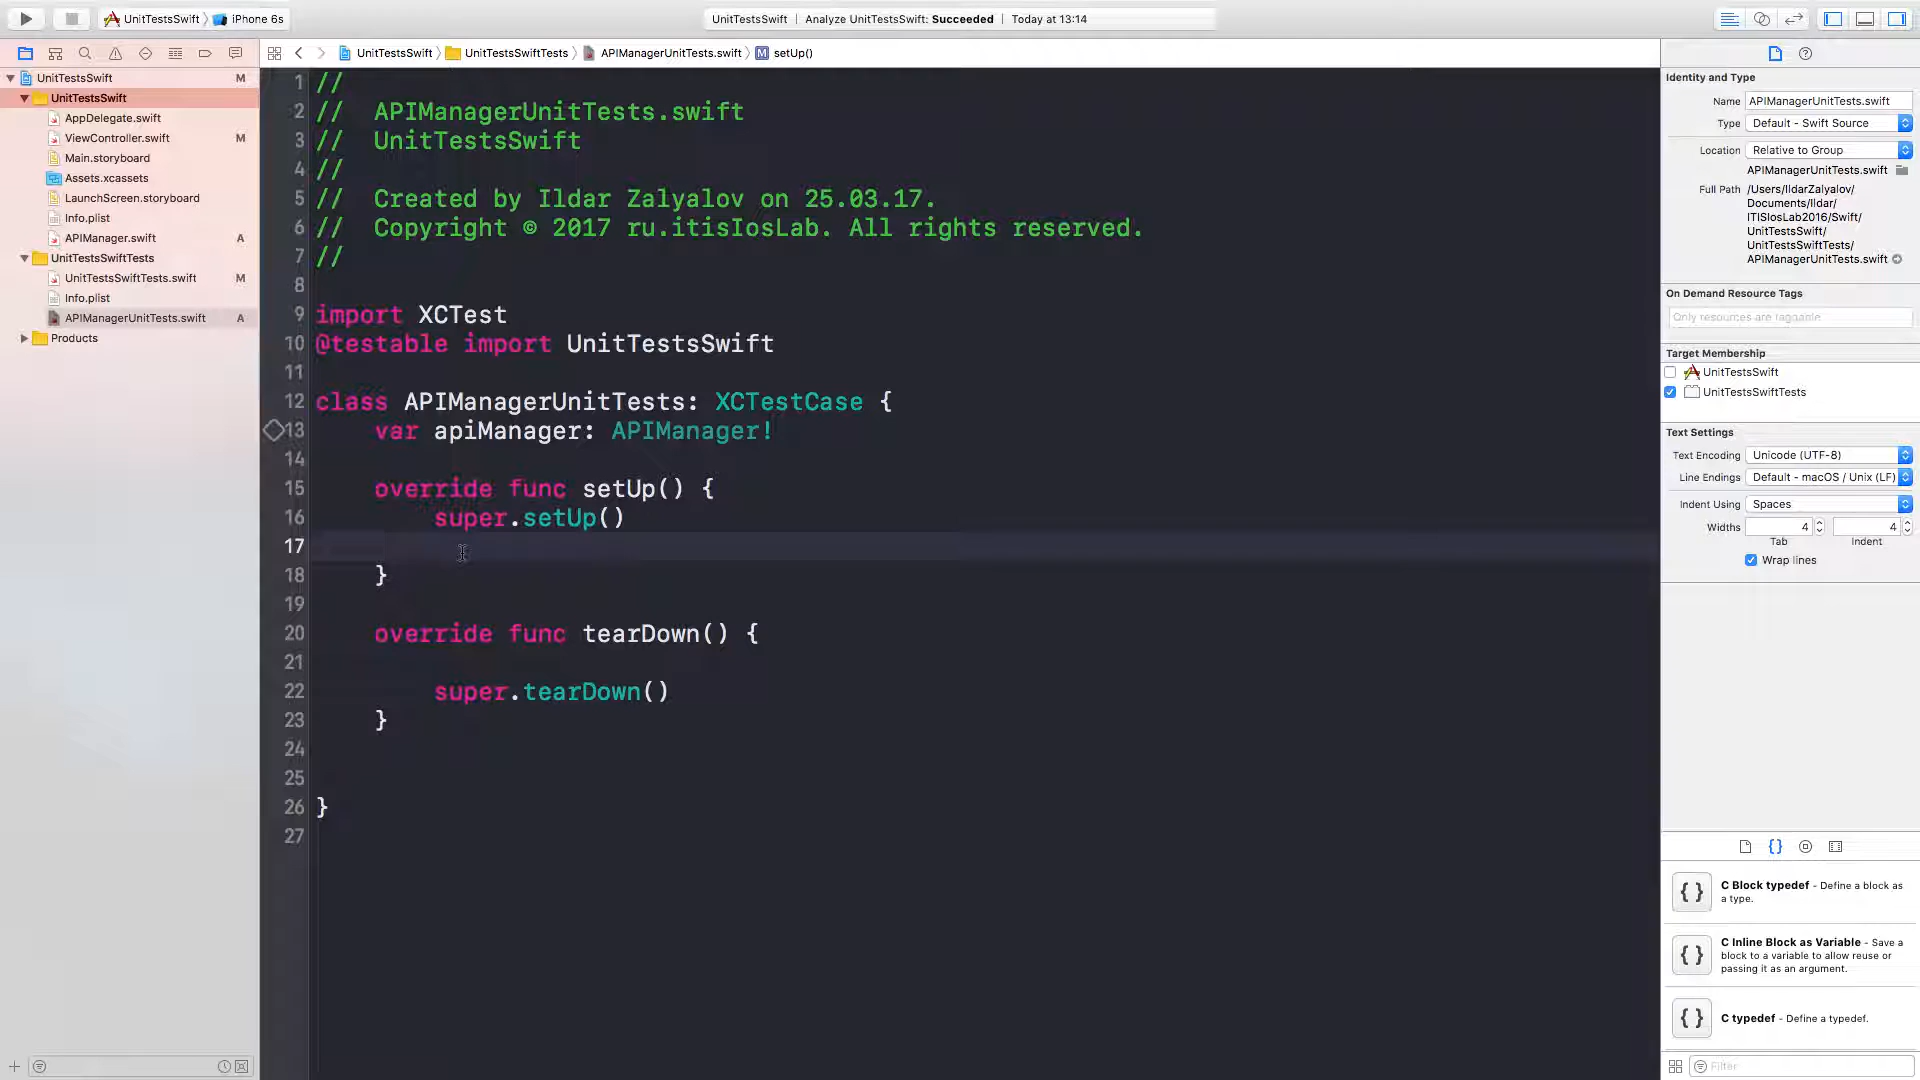 UnitTestsSwift
iPhone 6s
UnitTestsSwift
Analyze UnitTestsSwift: Succeeded
Today at 13:14
UnitTestsSwift
UnitTestsSwiftTests
APIManagerUnitTests.swift
M setUp()
UnitTestsSwift M
UnitTestsSwift
AppDelegate.swift
ViewController.swift M
Main.storyboard
Assets.xcassets
LaunchScreen.storyboard
Info.plist
APIManager.swift A
UnitTestsSwiftTests
UnitTestsSwiftTests.swift M
Info.plist
APIManagerUnitTests.swift A
Products
1 //
2 //  APIManagerUnitTests.swift
3 //  UnitTestsSwift
4 //
5 //  Created by Ildar Zalyalov on 25.03.17.
6 //  Copyright © 2017 ru.itisIosLab. All rights reserved.
7 //
8
9 import XCTest
10 @testable import UnitTestsSwift
11
12 class APIManagerUnitTests: XCTestCase {
13     var apiManager: APIManager!
14
15     override func setUp() {
16         super.setUp()
17
18     }
19
20     override func tearDown() {
21
22         super.tearDown()
23     }
24
25
26 }
27
Identity and Type
Name APIManagerUnitTests.swift
Type Default - Swift Source
Location Relative to Group
APIManagerUnitTests.swift
Full Path /Users/IldarZalyalov/
Documents/Ildar/
ITISIosLab2016/Swift/
UnitTestsSwift/
UnitTestsSwiftTests/
APIManagerUnitTests.swift
On Demand Resource Tags
Only resources are taggable
Target Membership
UnitTestsSwift
UnitTestsSwiftTests
Text Settings
Text Encoding Unicode (UTF-8)
Line Endings Default - macOS / Unix (LF)
Indent Using Spaces
Widths 4 4
Tab Indent
Wrap lines
{ } C Block typedef - Define a block as
a type.
{ } C Inline Block as Variable - Save a
block to a variable to allow reuse or
passing it as an argument.
{ } C typedef - Define a typedef.
Filter